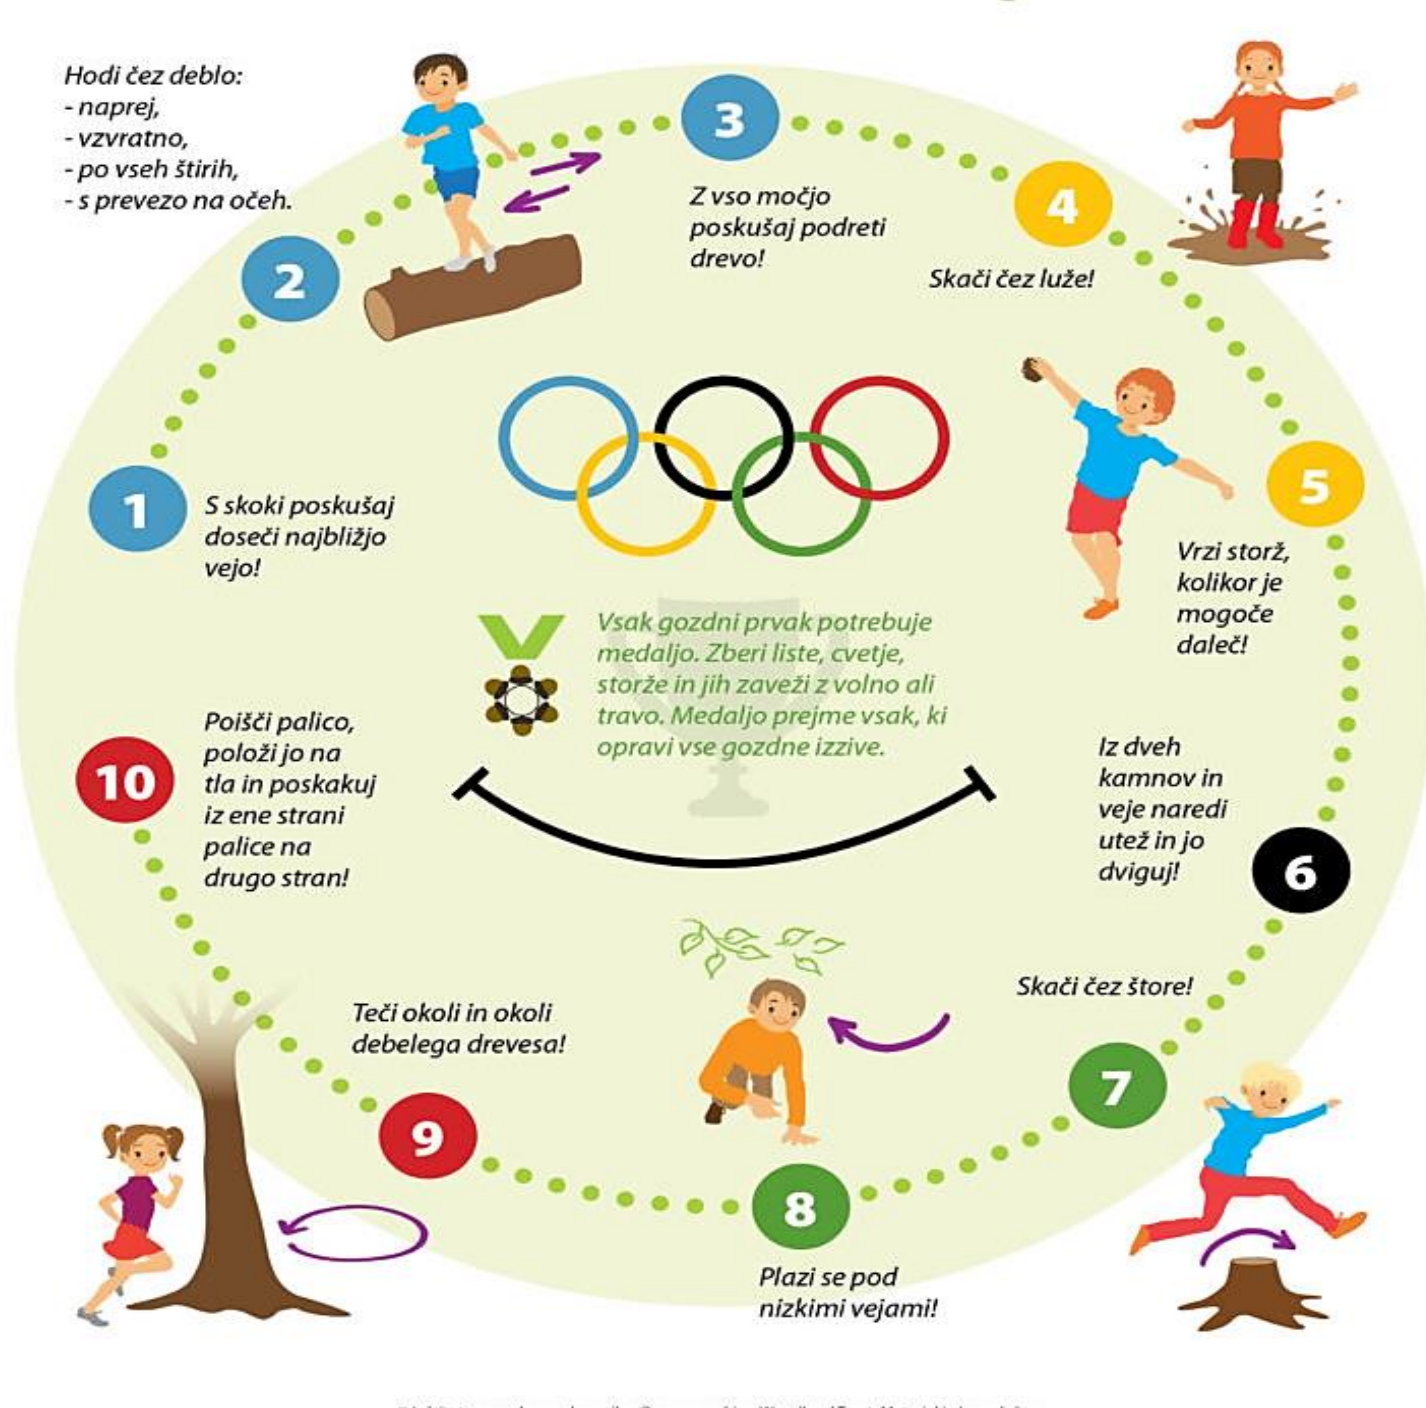 1
S skoki poskušaj
doseči najbližjo
vejo!
2
Hodi čez deblo:
- naprej,
- vzvratno,
- po vseh štirih,
- s prevezo na očeh.
3
Z vso močjo
poskušaj podreti
drevo!
4
Skači čez luže!
5
Vrzi storž,
kolikor je
mogoče
daleč!
6
Iz dveh
kamnov in
veje naredi
utež in jo
dviguj!
7
Skači čez štore!
8
Plazi se pod
nizkimi vejami!
9
Teči okoli in okoli
debelega drevesa!
10
Poišči palico,
položi jo na
tla in poskakuj
iz ene strani
palice na
drugo stran!
Vsak gozdni prvak potrebuje
medaljo. Zberi liste, cvetje,
storže in jih zaveži z volno ali
travo. Medaljo prejme vsak, ki
opravi vse gozdne izzive.